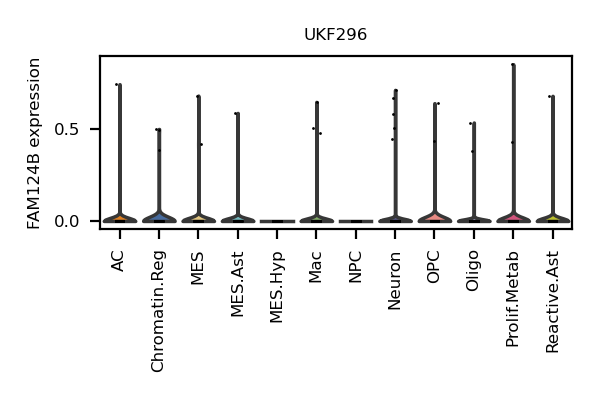 UKF296
FAM124B expression
0.5
0.0
AC
Chromatin.Reg
MES
MES.Ast
MES.Hyp
Mac
NPC
Neuron
OPC
Oligo
Prolif.Metab
Reactive.Ast